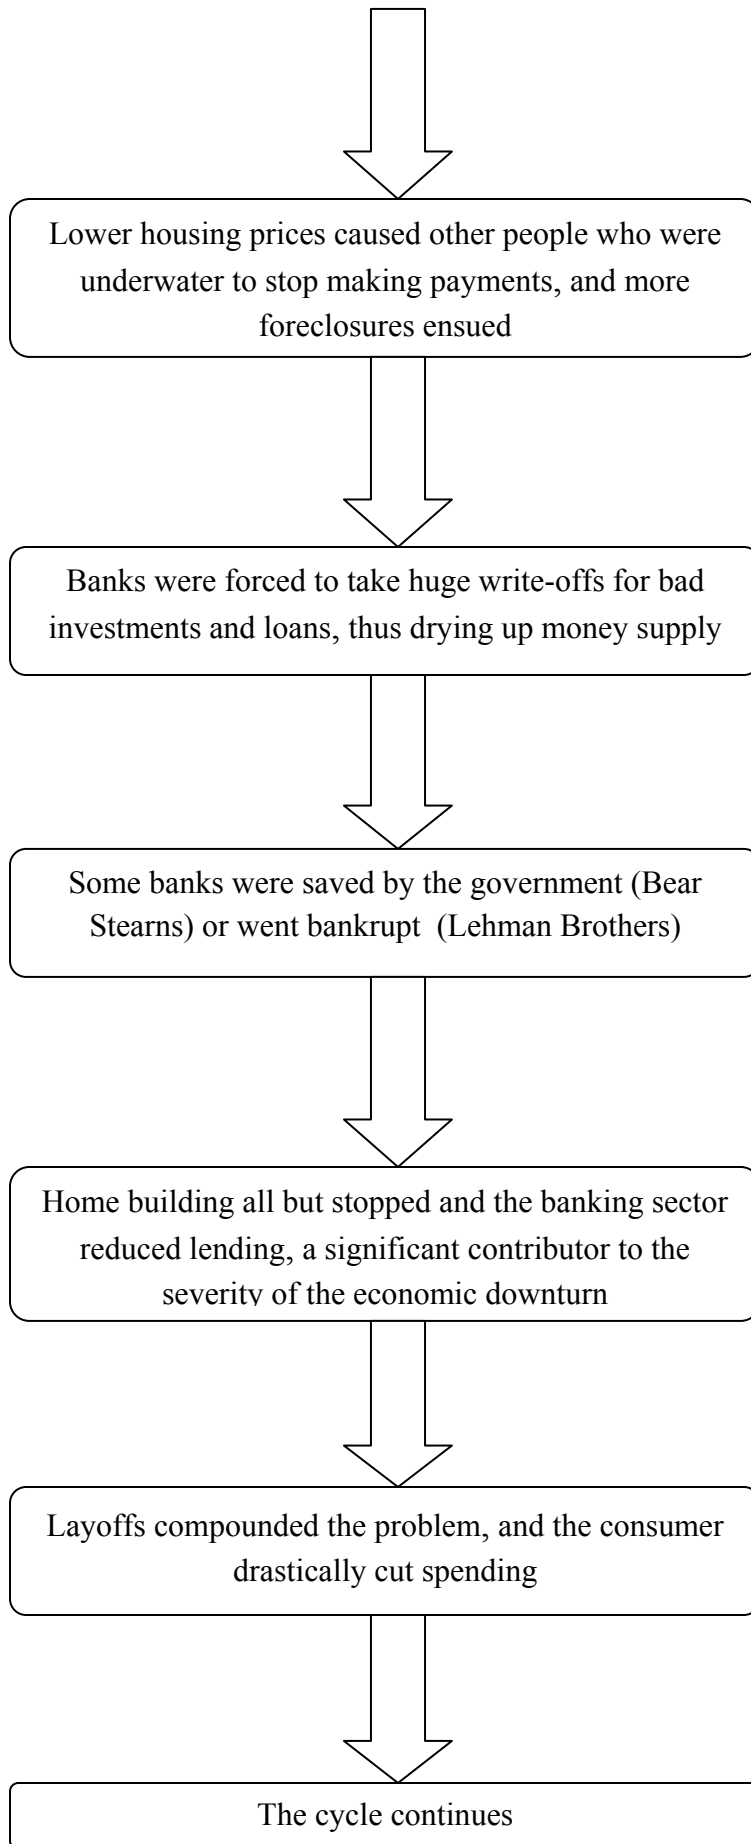 Lower housing prices caused other people who were
underwater to stop making payments, and more
foreclosures ensued
Banks were forced to take huge write-offs for bad
investments and loans, thus drying up money supply
Some banks were saved by the government (Bear
Stearns) or went bankrupt  (Lehman Brothers)
Home building all but stopped and the banking sector
reduced lending, a significant contributor to the
severity of the economic downturn
Layoffs compounded the problem, and the consumer
drastically cut spending
The cycle continues